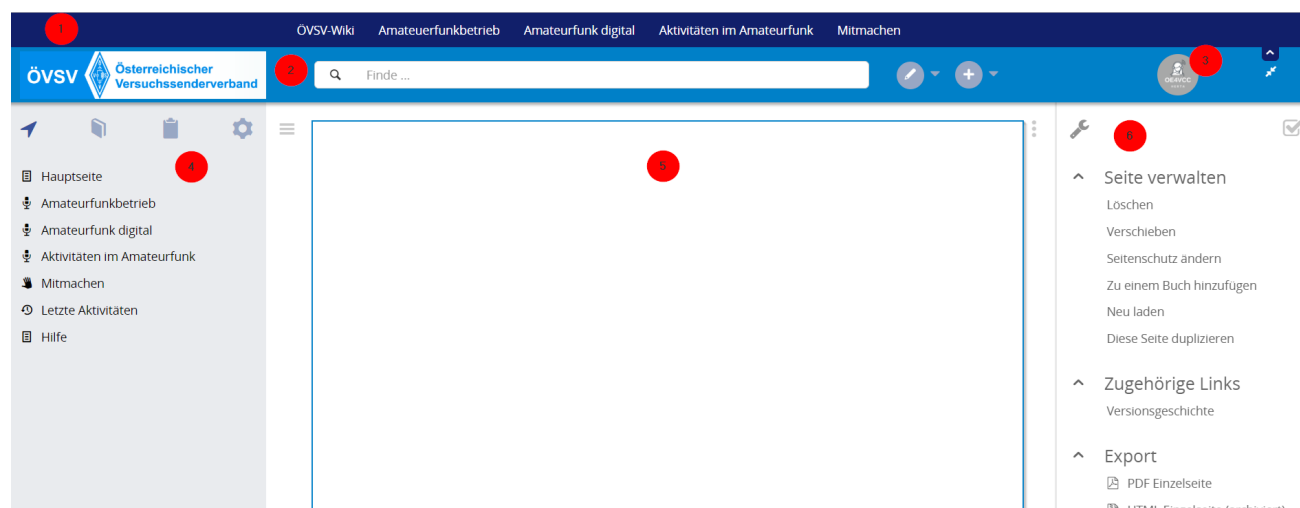 1
ÖVSV-Wiki Amateuerfunkbetrieb Amateurfunk digital Aktivitäten im Amateurfunk Mitmachen
ÖVSV
Österreichischer
Versuchssenderverband
2
Finde ...
3
OE4VCC
4
5
6
Hauptseite
Amateurfunkbetrieb
Amateurfunk digital
Aktivitäten im Amateurfunk
Mitmachen
Letzte Aktivitäten
Hilfe
Seite verwalten
Löschen
Verschieben
Seitenschutz ändern
Zu einem Buch hinzufügen
Neu laden
Diese Seite duplizieren
Zugehörige Links
Versionsgeschichte
Export
PDF Einzelseite